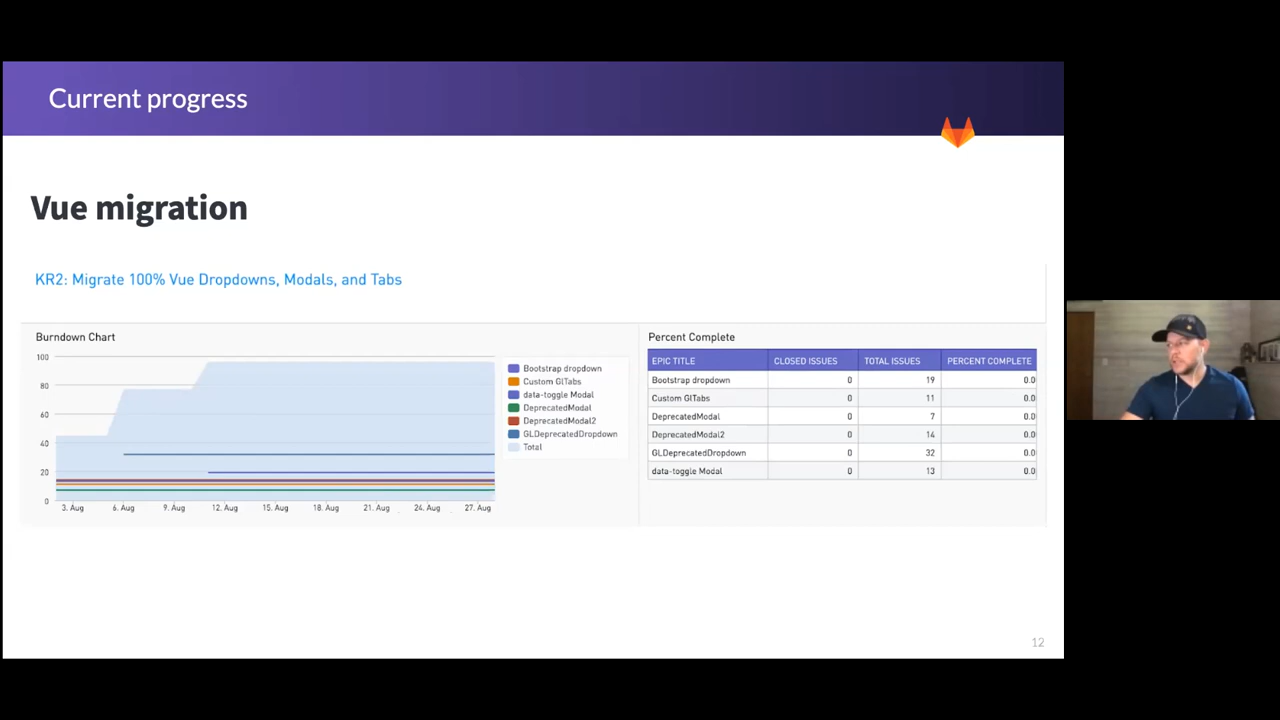 Current progress
Vue migration
KR2: Migrate 100% Vue Dropdowns, Modals, and Tabs
Burndown Chart
100
80
60
40
20
0
3. Aug 6. Aug 9. Aug 12. Aug 15. Aug 18. Aug 21. Aug 24. Aug 27. Aug
Bootstrap dropdown
Custom GlTabs
data-toggle Modal
DeprecatedModal
DeprecatedModal2
GLDeprecatedDropdown
Total
Percent Complete
EPIC TITLE CLOSED ISSUES TOTAL ISSUES PERCENT COMPLETE
Bootstrap dropdown 0 19 0.0
Custom GlTabs 0 11 0.0
DeprecatedModal 0 7 0.0
DeprecatedModal2 0 14 0.0
GLDeprecatedDropdown 0 32 0.0
data-toggle Modal 0 13 0.0
12